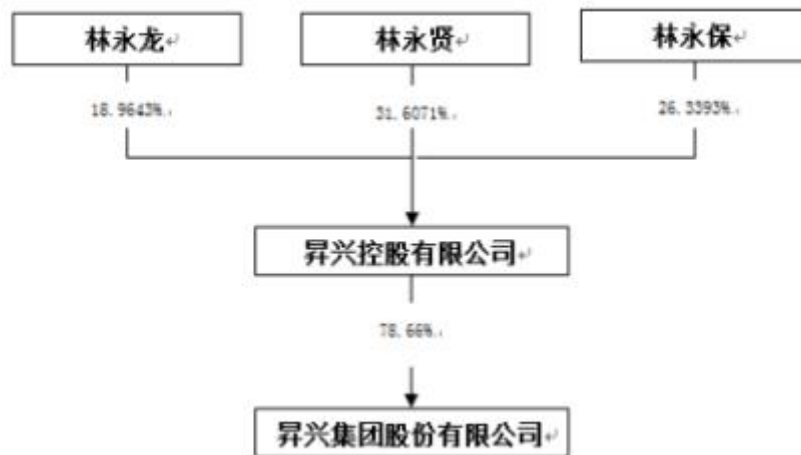 林永龙
林永贤
林永保
18.9643%
31.6071%
26.3393%
昇兴控股有限公司
78.66%
昇兴集团股份有限公司